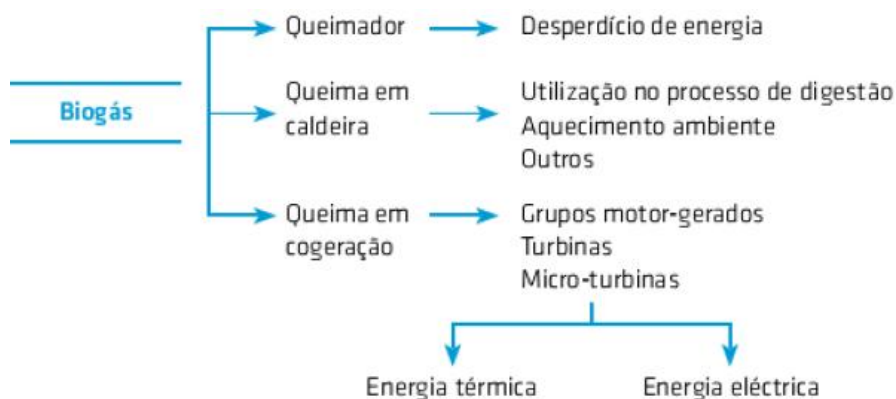 Queimador
Desperdício de energia
Biogás
Queima em
caldeira
Utilização no processo de digestão
Aquecimento ambiente
Outros
Queima em
cogeração
Grupos motor-gerados
Turbinas
Micro-turbinas
Energia térmica
Energia eléctrica